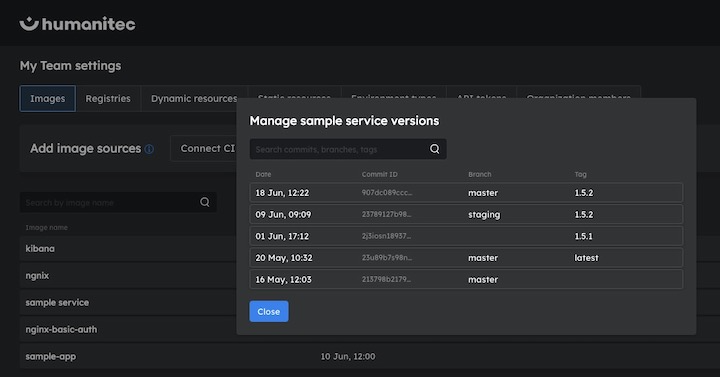 humanitec
My Team settings
Images Registries Dynamic resources Static resources Environment types API tokens Organization members
Add image sources Connect CI
Search by image name
Image name
kibana
ngnix
sample service
nginx-basic-auth
sample-app 10 Jun, 12:00
Manage sample service versions
Search commits, branches, tags
Date Commit ID Branch Tag
18 Jun, 12:22 907dc089ccc... master 1.5.2
09 Jun, 09:09 23789127b98... staging 1.5.2
01 Jun, 17:12 2j3iosn18937... 1.5.1
20 May, 10:32 23u89b7s98n... master latest
16 May, 12:03 213798b2179... master
Close